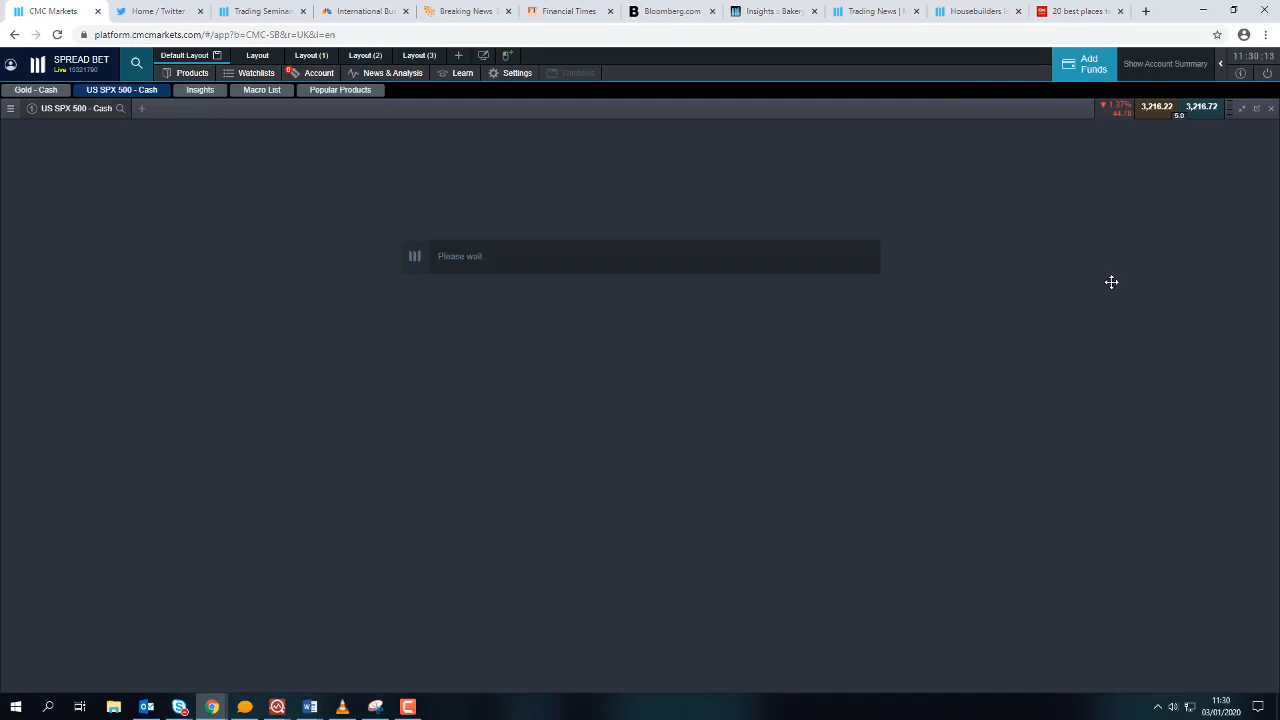 CMC Markets
Home / Twitter
Trading Seminar
International Bu
Breaking News, I
Financial Times
Bloomberg.com
Insights :: Bakery
Trading News | M
Housebuilders I
20 best places to
platform.cmcmarkets.com/#/app?b=CMC-SB&r=UK&l=en
SPREAD BET
Live 15321790
Default Layout
Layout
Layout (1)
Layout (2)
Layout (3)
Products
Watchlists
Account
News & Analysis
Learn
Settings
Windows
Add Funds
Show Account Summary
11:30:13
Gold - Cash
US SPX 500 - Cash
Insights
Macro List
Popular Products
1 US SPX 500 - Cash
1.37%
44.78
3,216.22
5.0
3,216.72
Please wait.
11:30
03/01/2020